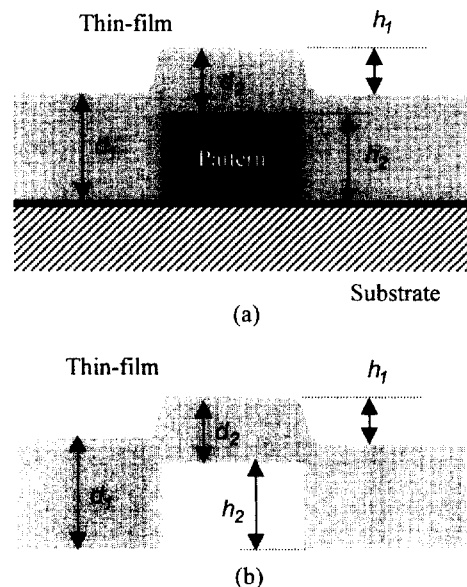 Thin-film
h₁
d₂
d₁
Pattern
h₂
Substrate
(a)
Thin-film
h₁
d₂
d₁
h₂
(b)